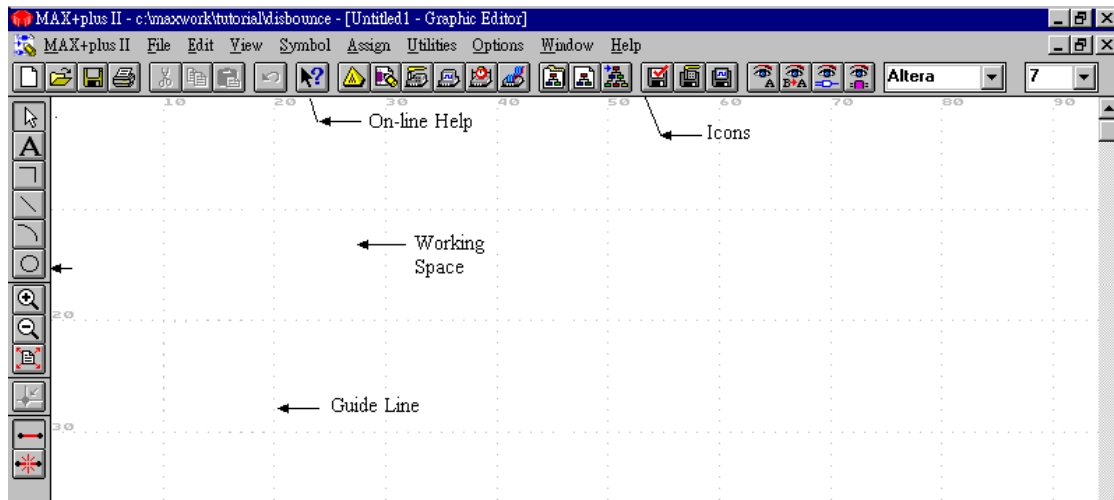 MAX+plus II - c:\maxwork\tutorial\disbounce - [Untitled1 - Graphic Editor]
MAX+plus II File Edit View Symbol Assign Utilities Options Window Help
A B+A Altera 7
10 20 30 40 50 60 70 80 90
On-line Help
Icons
A
Working
Space
20
Guide Line
30